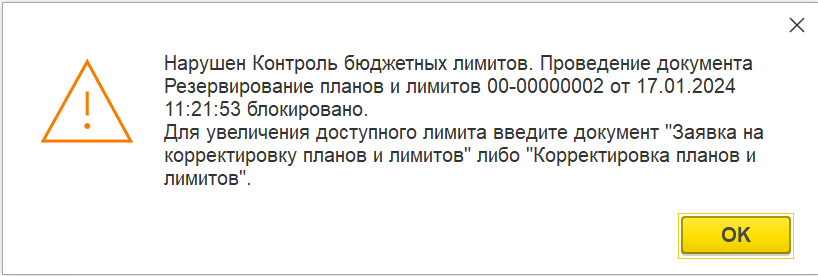 Нарушен Контроль бюджетных лимитов. Проведение документа
Резервирование планов и лимитов 00-00000002 от 17.01.2024
11:21:53 блокировано.
Для увеличения доступного лимита введите документ "Заявка на
корректировку планов и лимитов" либо "Корректировка планов и
лимитов".
OK